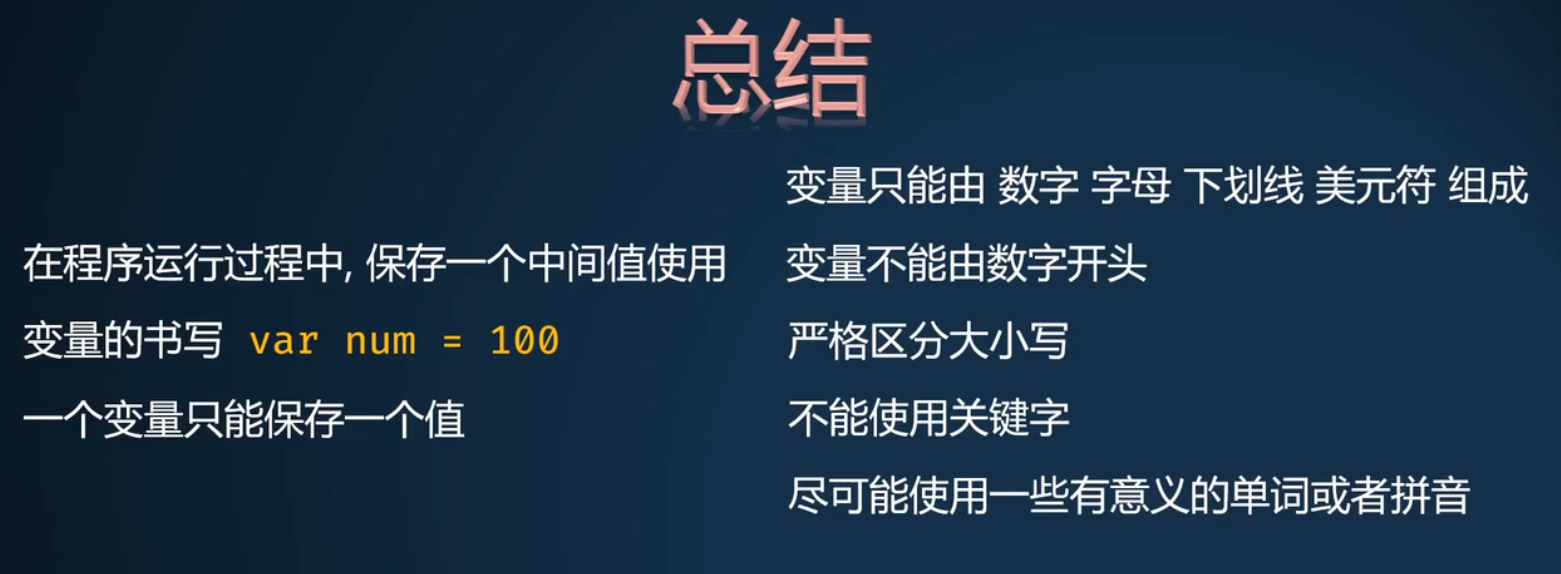 总结
在程序运行过程中, 保存一个中间值使用
变量的书写 var num = 100
一个变量只能保存一个值
变量只能由 数字 字母 下划线 美元符 组成
变量不能由数字开头
严格区分大小写
不能使用关键字
尽可能使用一些有意义的单词或者拼音